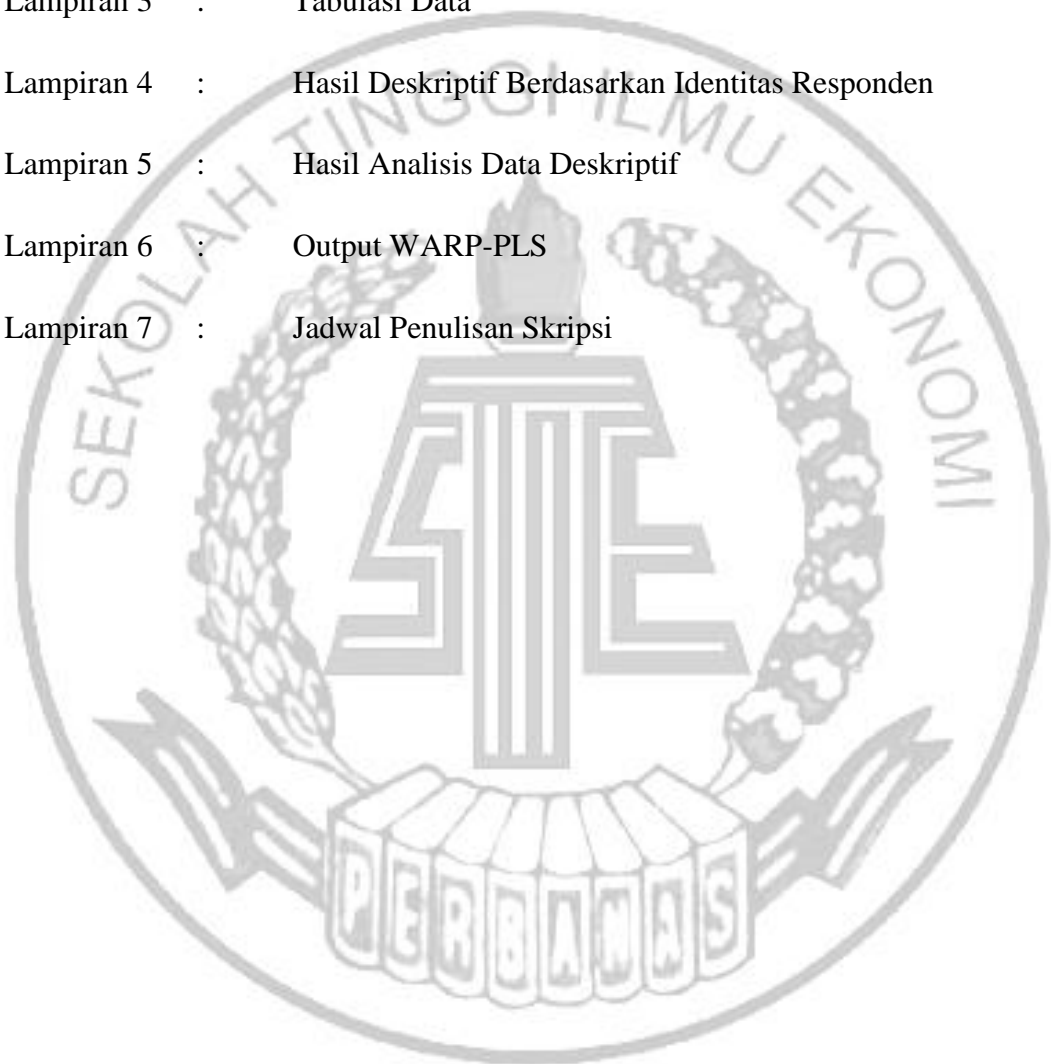 Lampiran 3 : Tabulasi Data
Lampiran 4 : Hasil Deskriptif Berdasarkan Identitas Responden
Lampiran 5 : Hasil Analisis Data Deskriptif
Lampiran 6 : Output WARP-PLS
Lampiran 7 : Jadwal Penulisan Skripsi
SEKOLAH TINGGI ILMU EKONOMI
STIE
PERBANAS